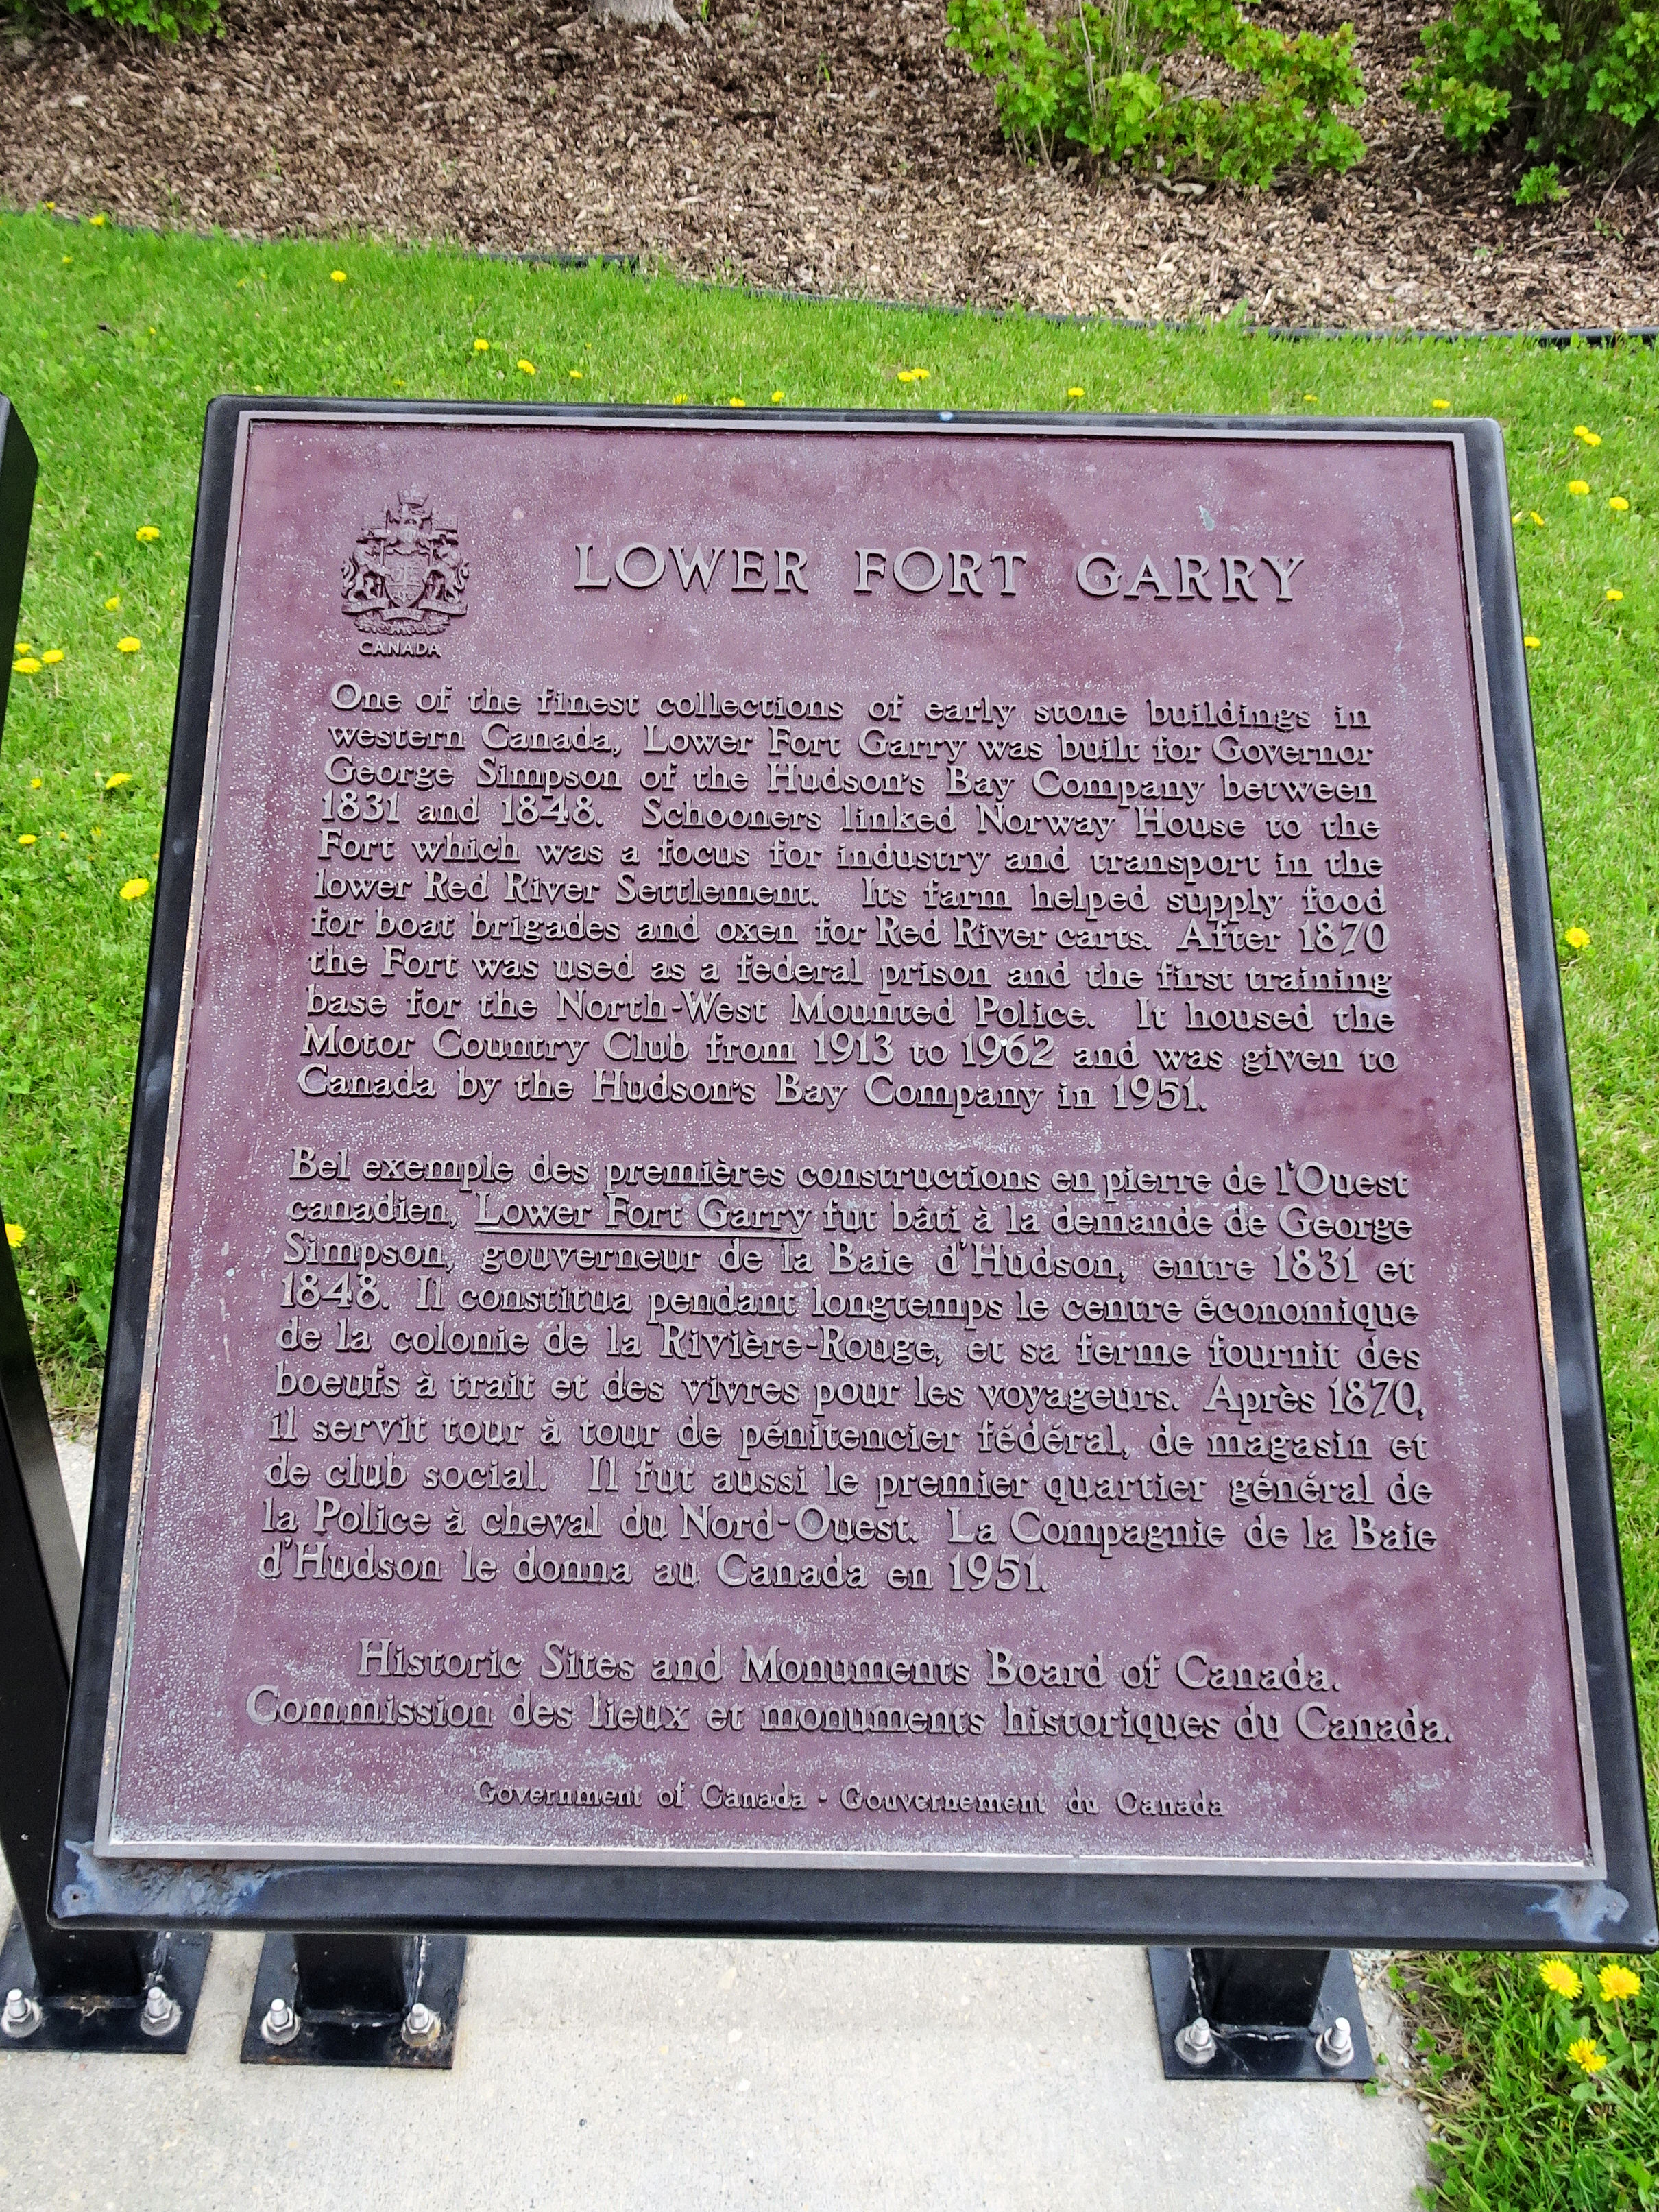 LOWER FORT GARRY
CANADA
One of the finest collections of early stone buildings in
western Canada, Lower Fort Garry was built for Governor
George Simpson of the Hudson's Bay Company between
1831 and 1848. Schooners linked Norway House to the
Fort which was a focus for industry and transport in the
lower Red River Settlement. Its farm helped supply food
for boat brigades and oxen for Red River carts. After 1870
the Fort was used as a federal prison and the first training
base for the North-West Mounted Police. It housed the
Motor Country Club from 1913 to 1962 and was given to
Canada by the Hudson's Bay Company in 1951.
Bel exemple des premières constructions en pierre de l'Ouest
canadien, Lower Fort Garry fut bâti à la demande de George
Simpson, gouverneur de la Baie d'Hudson, entre 1831 et
1848. Il constitua pendant longtemps le centre économique
de la colonie de la Rivière-Rouge, et sa ferme fournit des
boeufs à trait et des vivres pour les voyageurs. Après 1870,
il servit tour à tour de pénitencier fédéral, de magasin et
de club social. Il fut aussi le premier quartier général de
la Police à cheval du Nord-Ouest. La Compagnie de la Baie
d'Hudson le donna au Canada en 1951.
Historic Sites and Monuments Board of Canada.
Commission des lieux et monuments historiques du Canada.
Government of Canada · Gouvernement du Canada